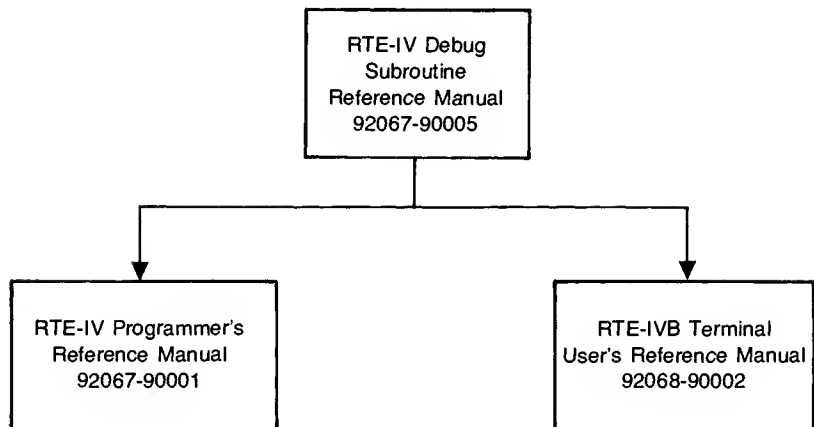 RTE-IV Debug
Subroutine
Reference Manual
92067-90005
RTE-IV Programmer's
Reference Manual
92067-90001
RTE-IVB Terminal
User's Reference Manual
92068-90002